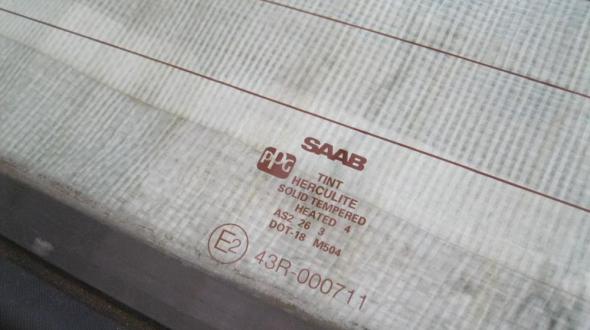 SAAB
PPG
TINT
HERCULITE
SOLID TEMPERED
HEATED 4
AS2 26 3
DOT-18 M504
E2 43R-000711